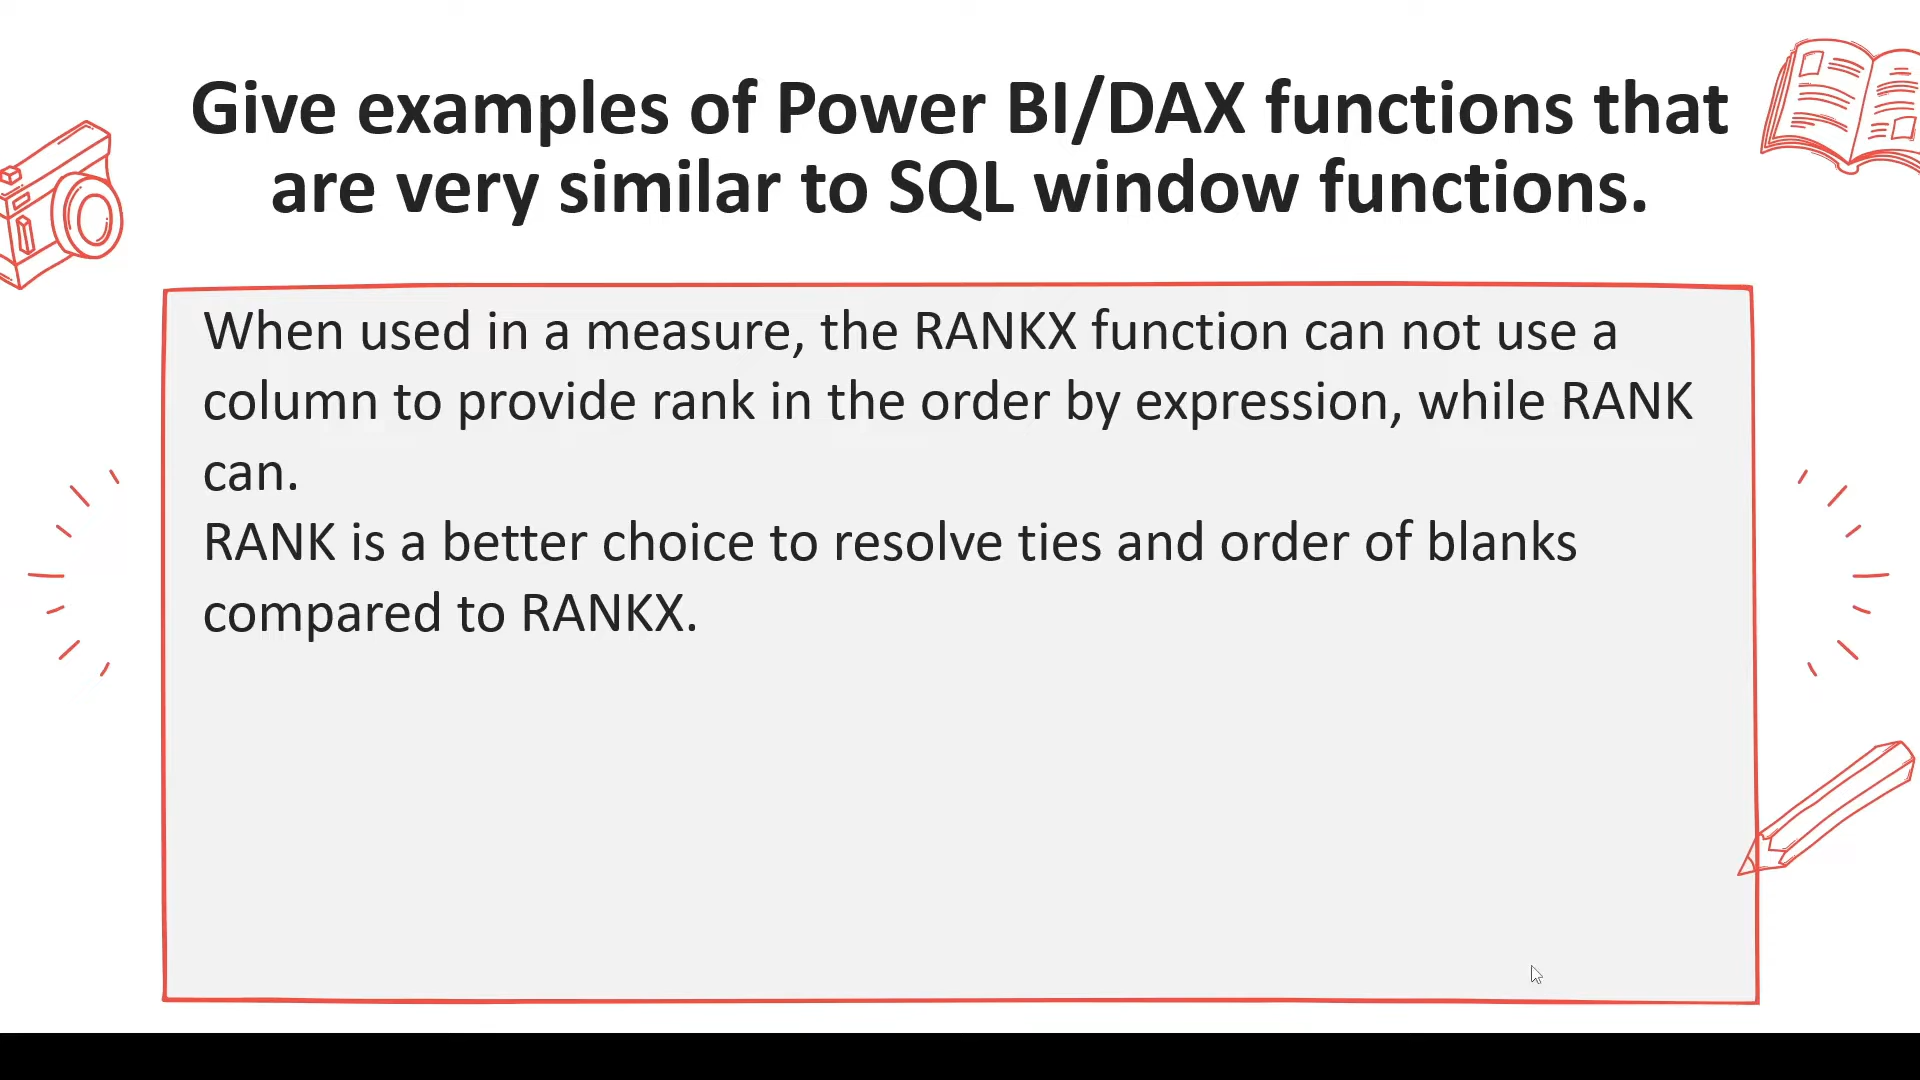 Give examples of Power BI/DAX functions that
are very similar to SQL window functions.
When used in a measure, the RANKX function can not use a
column to provide rank in the order by expression, while RANK
can.
RANK is a better choice to resolve ties and order of blanks
compared to RANKX.